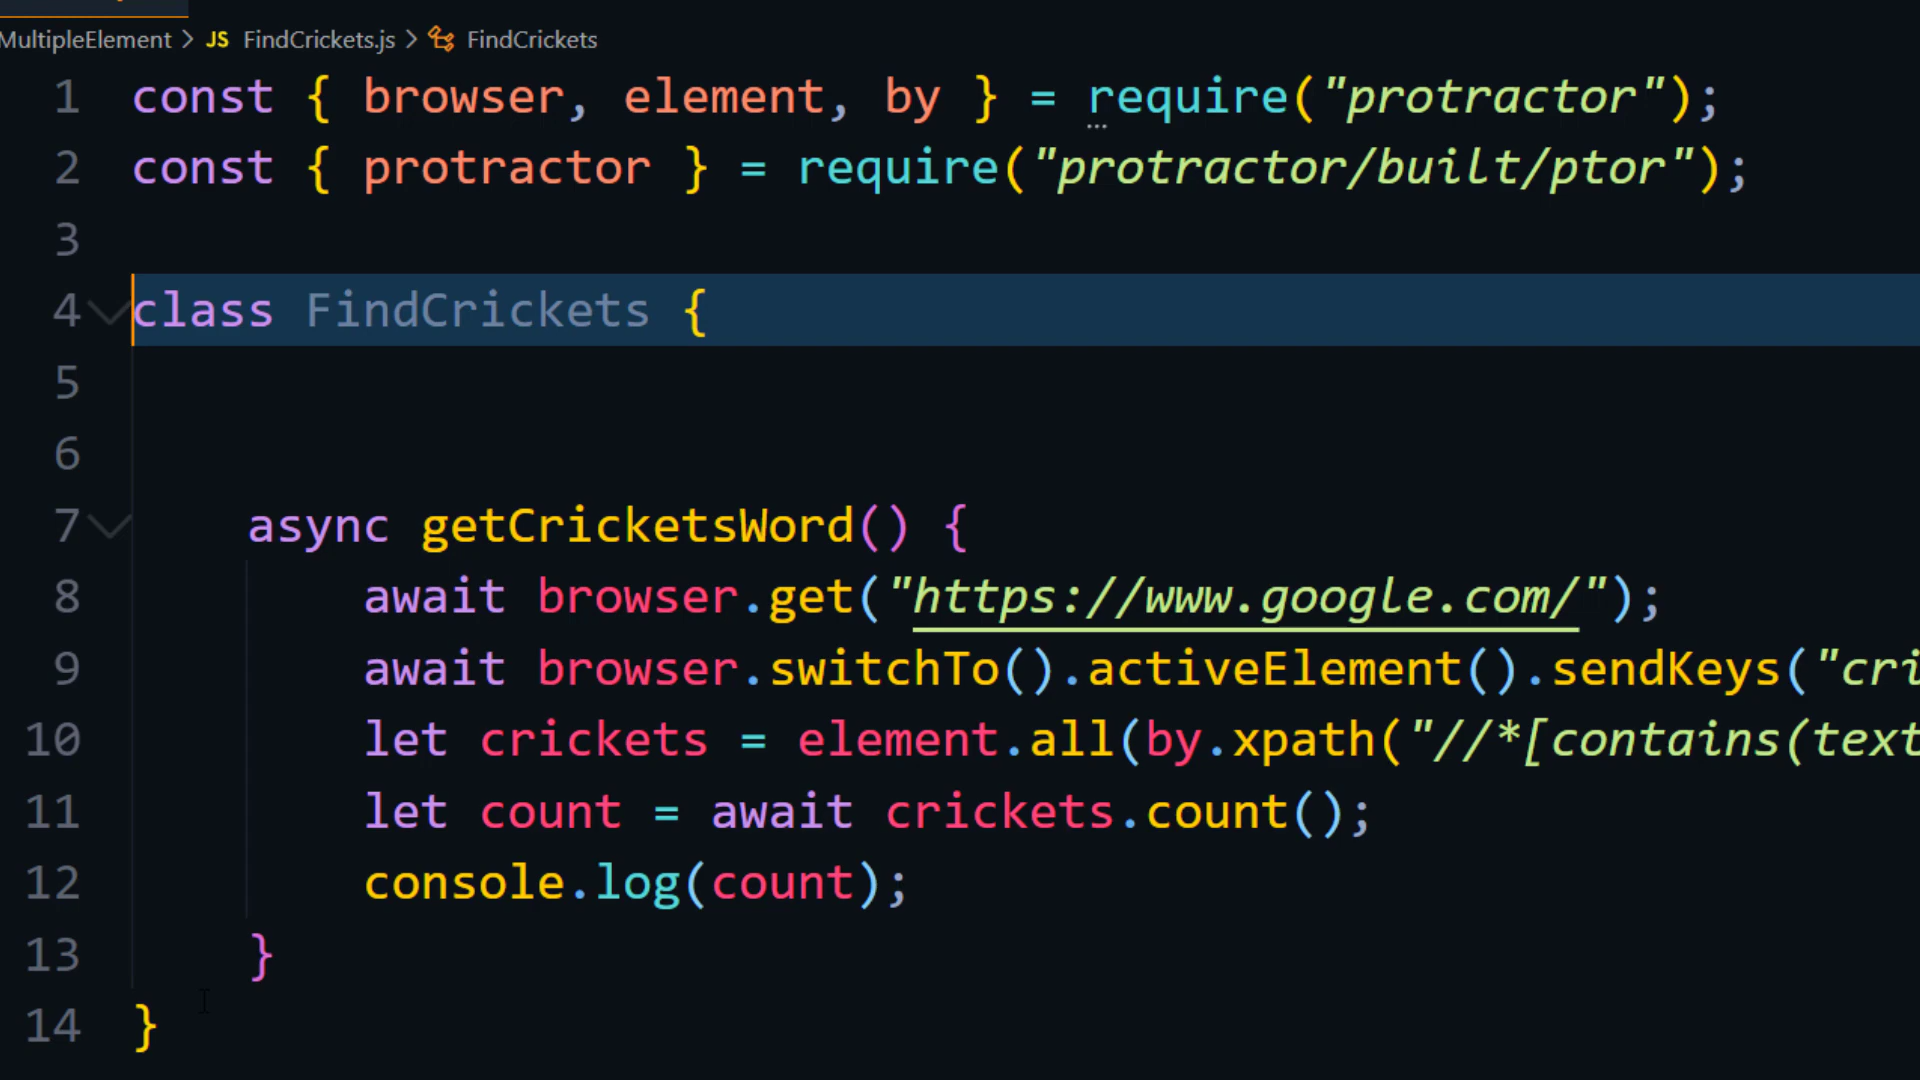 MultipleElement > JS FindCrickets.js > FindCrickets
1 const { browser, element, by } = require("protractor");
2 const { protractor } = require("protractor/built/ptor");
3
4 class FindCrickets {
5
6
7 async getCricketsWord() {
8 await browser.get("https://www.google.com/");
9 await browser.switchTo().activeElement().sendKeys("cri
10 let crickets = element.all(by.xpath("//*[contains(text
11 let count = await crickets.count();
12 console.log(count);
13 }
14 }